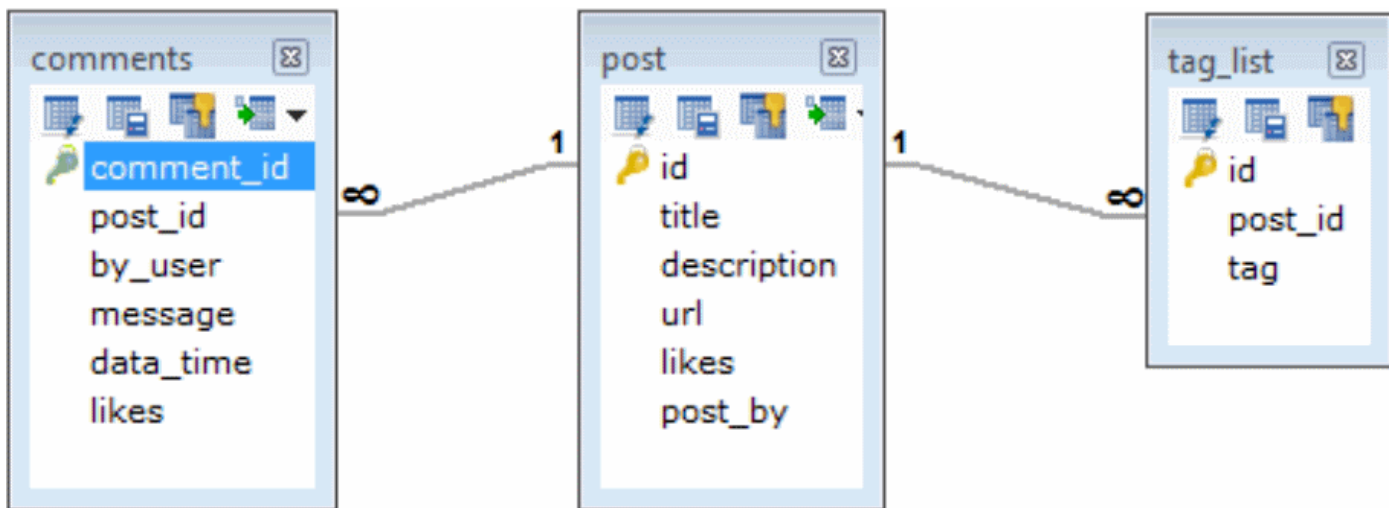 comments
comment_id
post_id
by_user
message
data_time
likes
∞
1
post
id
title
description
url
likes
post_by
1
∞
tag_list
id
post_id
tag